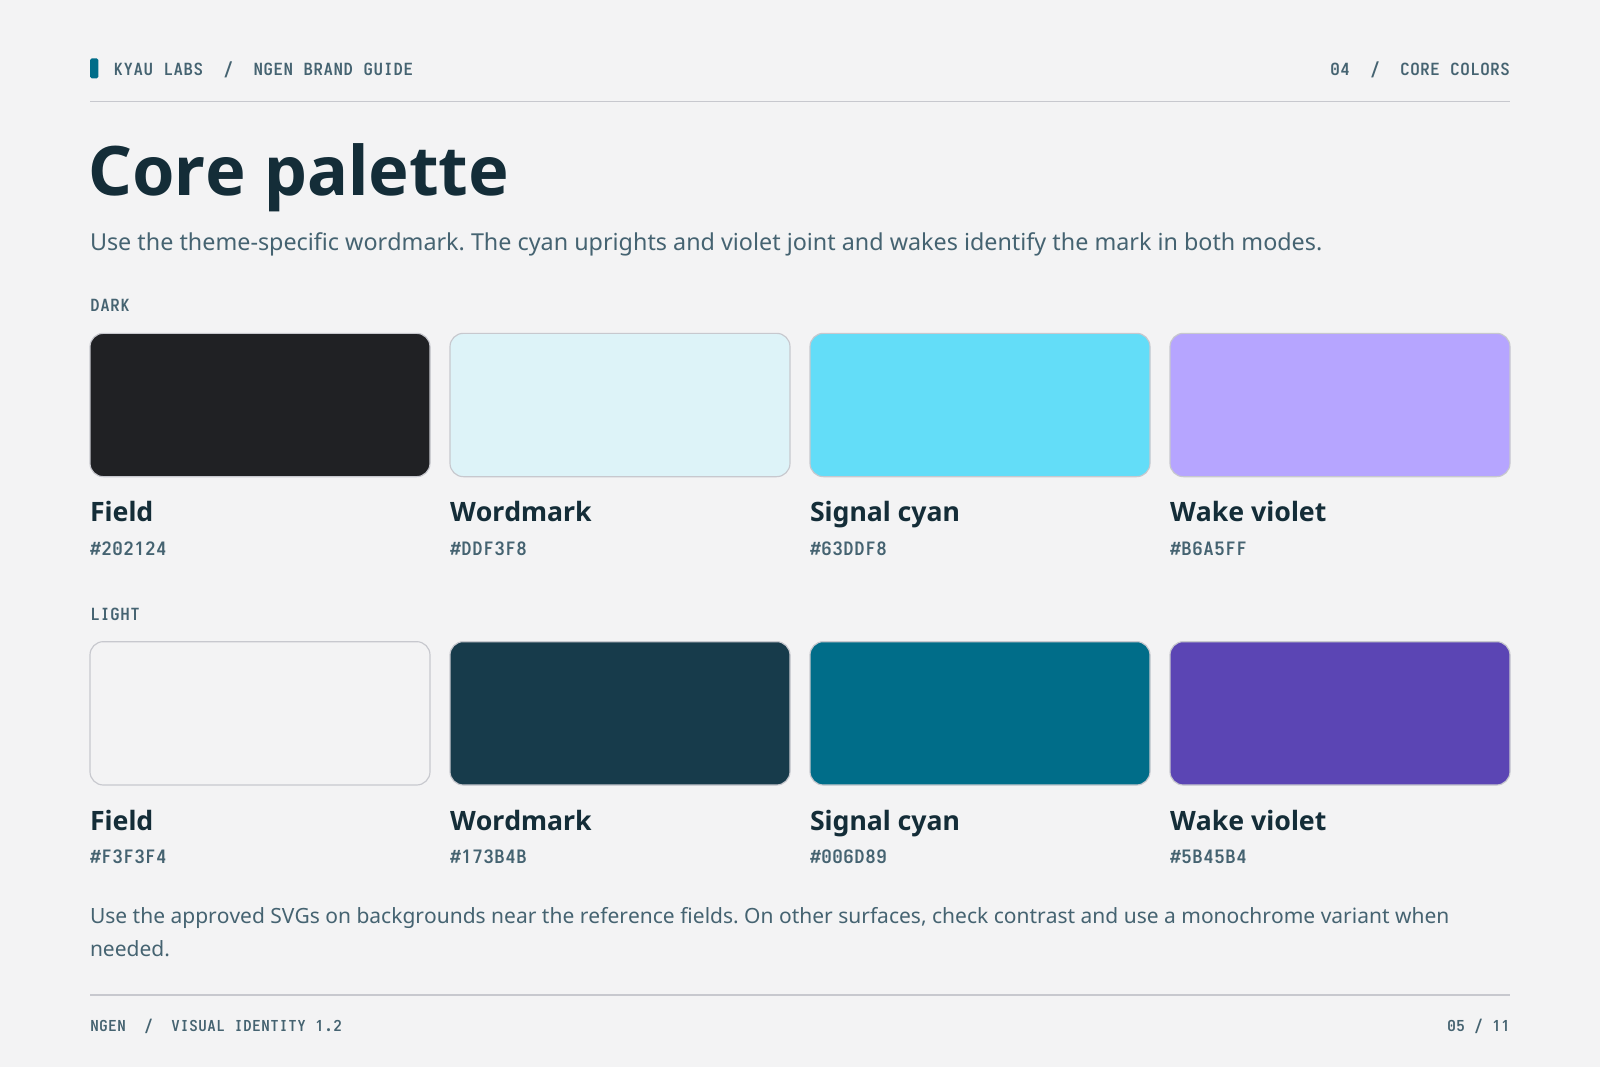 KYAU LABS / NGEN BRAND GUIDE
04 / CORE COLORS
Core palette
Use the theme-specific wordmark. The cyan uprights and violet joint and wakes identify the mark in both modes.
DARK
Field
#202124
Wordmark
#DDF3F8
Signal cyan
#63DDF8
Wake violet
#B6A5FF
LIGHT
Field
#F3F3F4
Wordmark
#173B4B
Signal cyan
#006D89
Wake violet
#5B45B4
Use the approved SVGs on backgrounds near the reference fields. On other surfaces, check contrast and use a monochrome variant when
needed.
NGEN / VISUAL IDENTITY 1.2
05 / 11